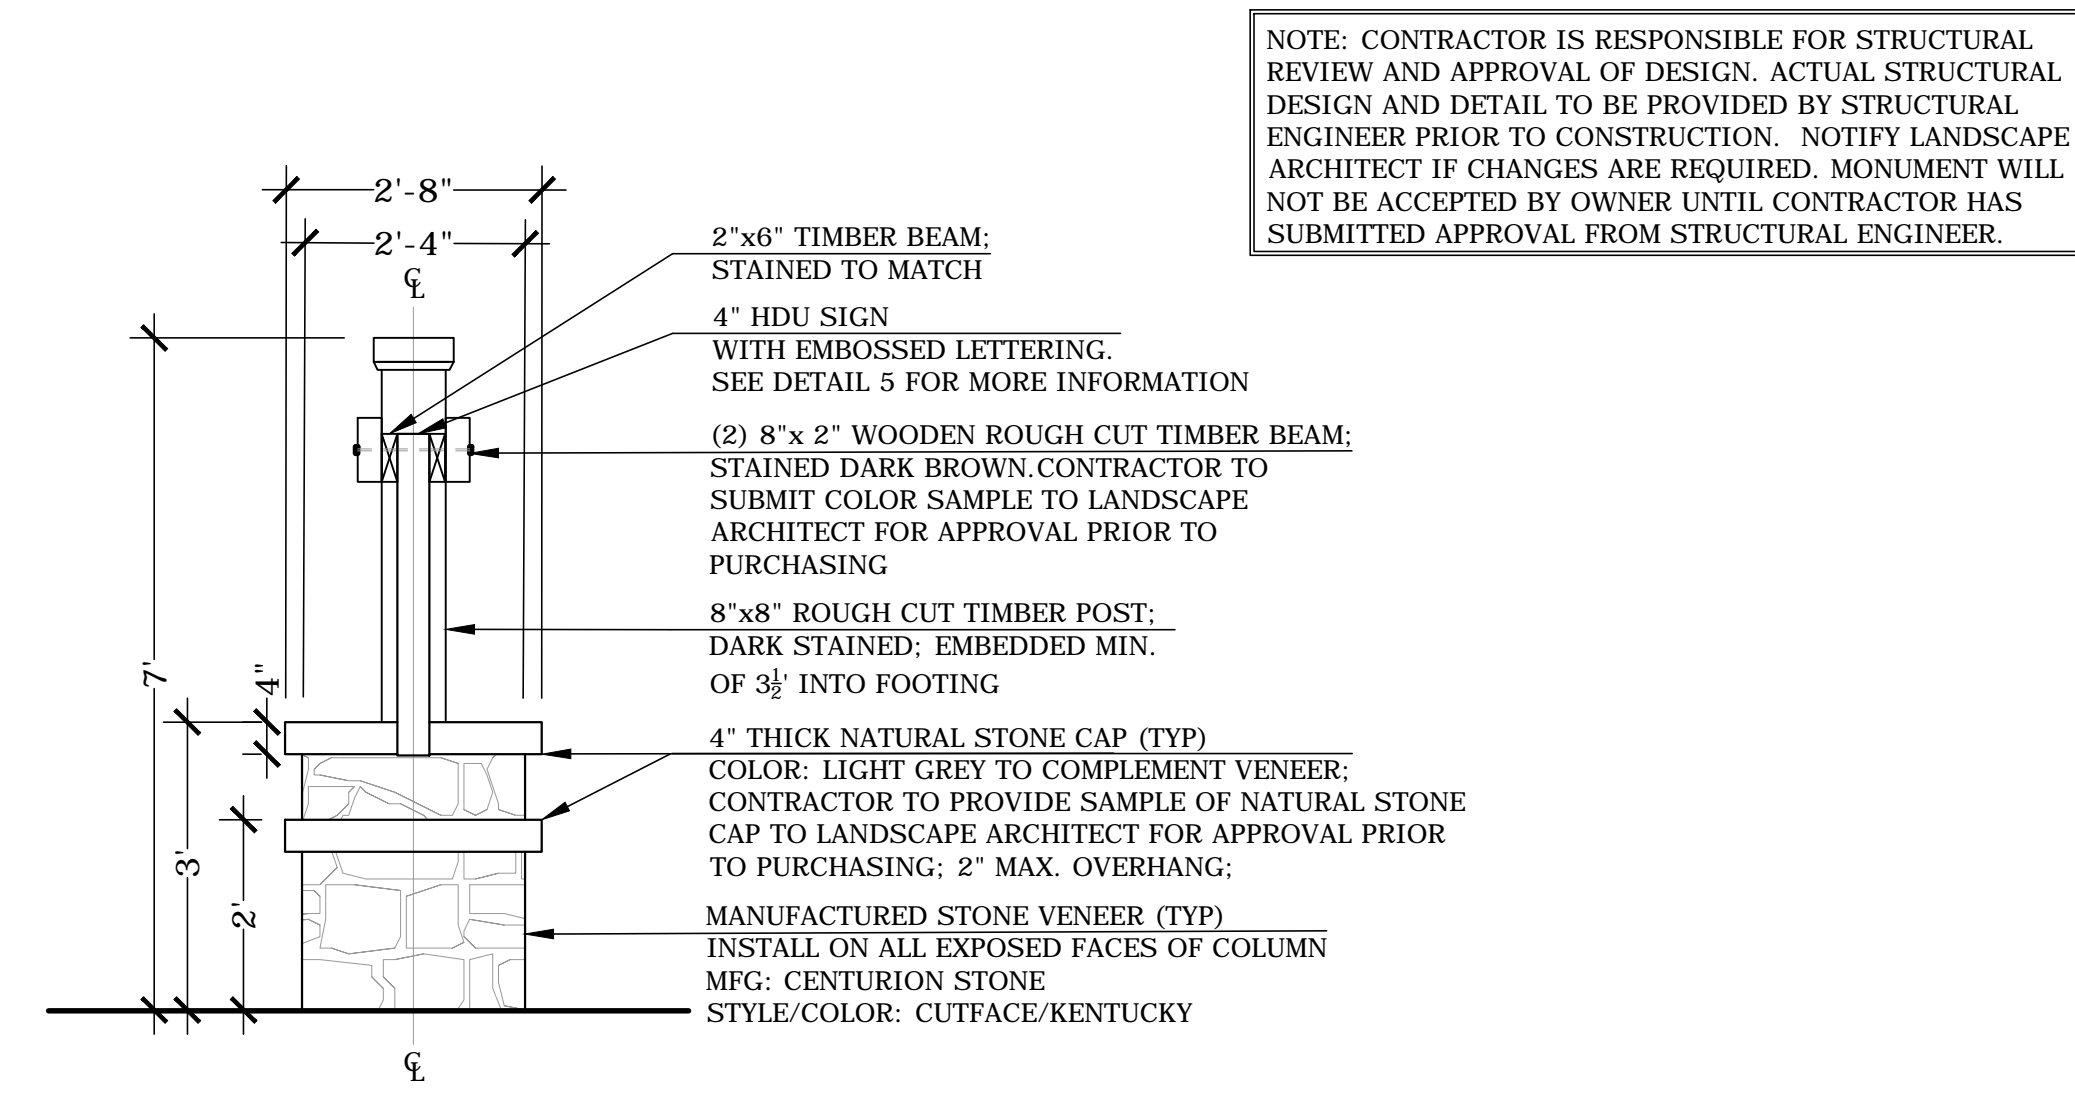 NOTE: CONTRACTOR IS RESPONSIBLE FOR STRUCTURAL
REVIEW AND APPROVAL OF DESIGN. ACTUAL STRUCTURAL
DESIGN AND DETAIL TO BE PROVIDED BY STRUCTURAL
ENGINEER PRIOR TO CONSTRUCTION. NOTIFY LANDSCAPE
ARCHITECT IF CHANGES ARE REQUIRED. MONUMENT WILL
NOT BE ACCEPTED BY OWNER UNTIL CONTRACTOR HAS
SUBMITTED APPROVAL FROM STRUCTURAL ENGINEER.
2'-8"
2'-4"
℄
2"x6" TIMBER BEAM;
STAINED TO MATCH
4" HDU SIGN
WITH EMBOSSED LETTERING.
SEE DETAIL 5 FOR MORE INFORMATION
(2) 8"x 2" WOODEN ROUGH CUT TIMBER BEAM;
STAINED DARK BROWN.CONTRACTOR TO
SUBMIT COLOR SAMPLE TO LANDSCAPE
ARCHITECT FOR APPROVAL PRIOR TO
PURCHASING
8"x8" ROUGH CUT TIMBER POST;
DARK STAINED; EMBEDDED MIN.
OF 3½' INTO FOOTING
7'
4"
3'
2'
4" THICK NATURAL STONE CAP (TYP)
COLOR: LIGHT GREY TO COMPLEMENT VENEER;
CONTRACTOR TO PROVIDE SAMPLE OF NATURAL STONE
CAP TO LANDSCAPE ARCHITECT FOR APPROVAL PRIOR
TO PURCHASING; 2" MAX. OVERHANG;
MANUFACTURED STONE VENEER (TYP)
INSTALL ON ALL EXPOSED FACES OF COLUMN
MFG: CENTURION STONE
STYLE/COLOR: CUTFACE/KENTUCKY
℄